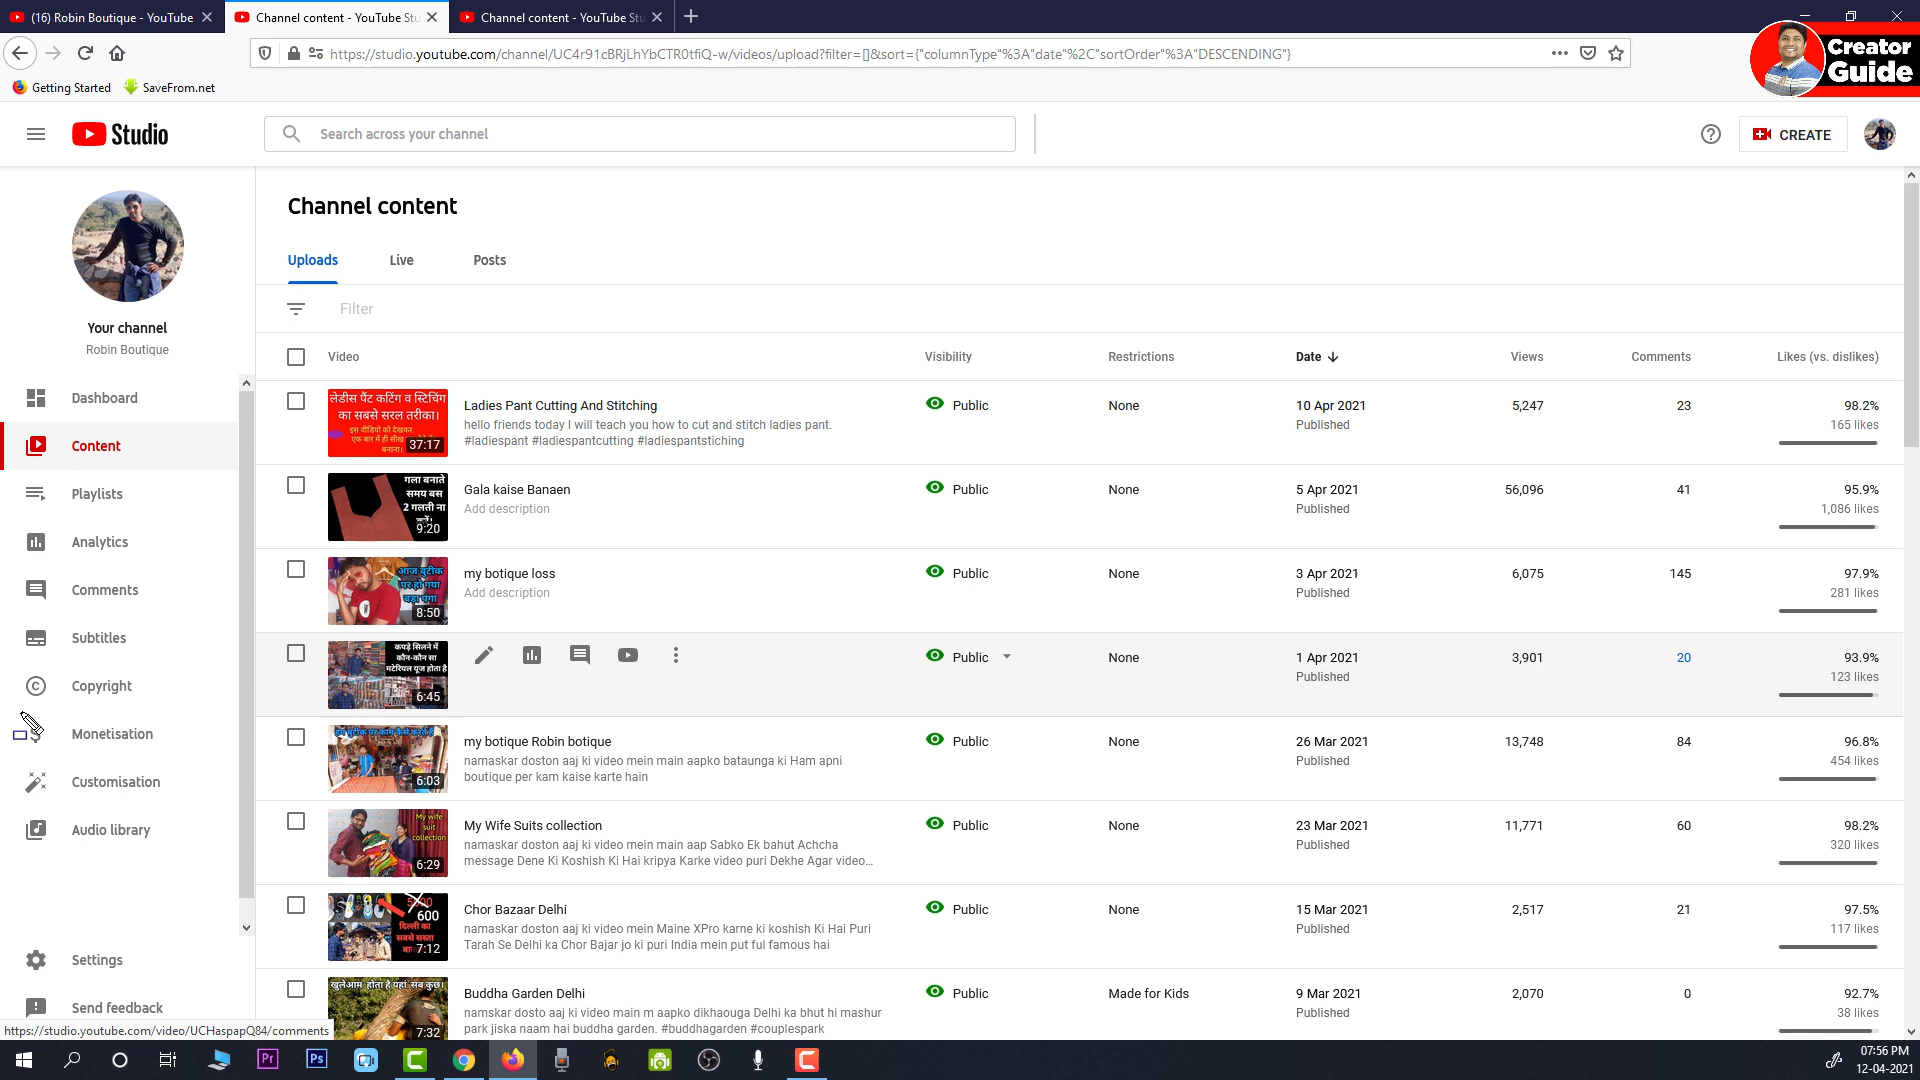 (16) Robin Boutique - YouTube
Channel content - YouTube Stu
Channel content - YouTube Stu
https://studio.youtube.com/channel/UC4r91cBRjLhYbCTR0tfiQ-w/videos/upload?filter=[]&sort={"columnType"%3A"date"%2C"sortOrder"%3A"DESCENDING"}
Creator
Guide
Getting Started
SaveFrom.net
Studio
Search across your channel
CREATE
Channel content
Uploads
Live
Posts
Filter
Your channel
Robin Boutique
Dashboard
Content
Playlists
Analytics
Comments
Subtitles
Copyright
Monetisation
Customisation
Audio library
Settings
Send feedback
https://studio.youtube.com/video/UCHaspapQ84/comments
Video
Visibility
Restrictions
Date
Views
Comments
Likes (vs. dislikes)
लेडीस पैंट कटिंग व स्टिचिंग
का सबसे सरल तरीका।
इस वीडियो को देखकर
एक बार में ही सीख
बनाना।
37:17
Ladies Pant Cutting And Stitching
hello friends today I will teach you how to cut and stitch ladies pant.
#ladiespant #ladiespantcutting #ladiespantstiching
Public
None
10 Apr 2021
Published
5,247
23
98.2%
165 likes
गला बनाते
समय बस
2 गलती ना
9:20
Gala kaise Banaen
Add description
Public
None
5 Apr 2021
Published
56,096
41
95.9%
1,086 likes
आज बुटीक
पर हो गया
बड़ा पंगा
8:50
my botique loss
Add description
Public
None
3 Apr 2021
Published
6,075
145
97.9%
281 likes
कपड़े सिलने में
कौन-कौन सा
मटेरियल यूज होता है
6:45
Public
None
1 Apr 2021
Published
3,901
20
93.9%
123 likes
हम बुटीक पर काम कैसे करते है
6:03
my botique Robin botique
namaskar doston aaj ki video mein main aapko bataunga ki Ham apni
boutique per kam kaise karte hain
Public
None
26 Mar 2021
Published
13,748
84
96.8%
454 likes
My wife
suit
collection
6:29
My Wife Suits collection
namaskar doston aaj ki video mein main aap Sabko Ek bahut Achcha
message Dene Ki Koshish Ki Hai kripya Karke video puri Dekhe Agar video...
Public
None
23 Mar 2021
Published
11,771
60
98.2%
320 likes
600
दिल्ली का
सबसे सस्ता
7:12
Chor Bazaar Delhi
namaskar doston aaj ki video mein Maine XPro karne ki koshish Ki Hai Puri
Tarah Se Delhi ka Chor Bajar jo ki puri India mein put ful famous hai
Public
None
15 Mar 2021
Published
2,517
21
97.5%
117 likes
खुलेआम होता है यहां सब कुछ।
7:32
Buddha Garden Delhi
namskar dosto aaj ki video main m aapko dikhaouga Delhi ka bhut hi mashur
park jiska naam hai buddha garden. #buddhagarden #couplespark
Public
Made for Kids
9 Mar 2021
Published
2,070
0
92.7%
38 likes
07:56 PM
12-04-2021